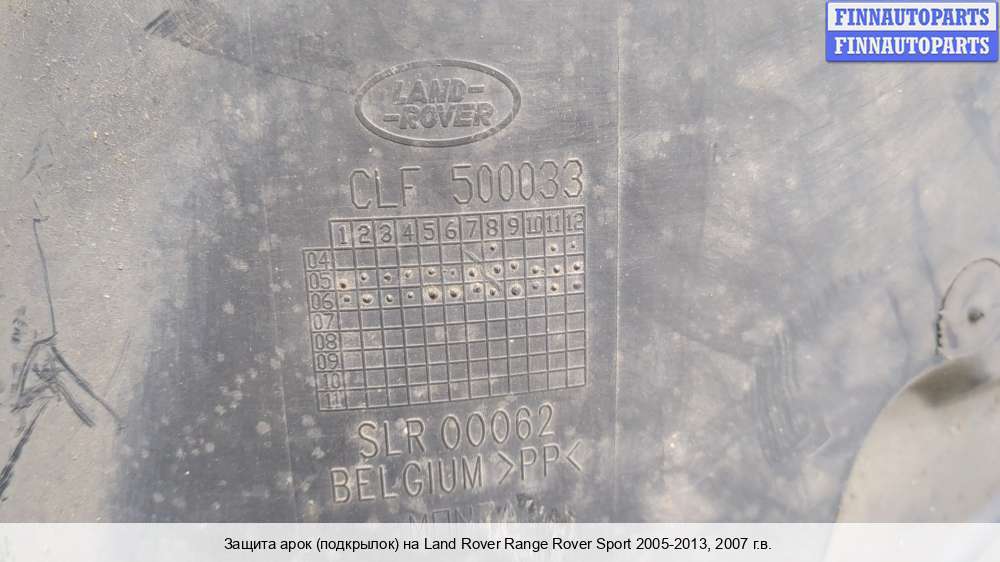 FINNAUTOPARTS
FINNAUTOPARTS
LAND-
-ROVER
CLF 500033
1 2 3 4 5 6 7 8 9 10 11 12
04
05
06
07
08
09
10
11
SLR 00062
BELGIUM >PP<
Защита арок (подкрылок) на Land Rover Range Rover Sport 2005-2013, 2007 г.в.